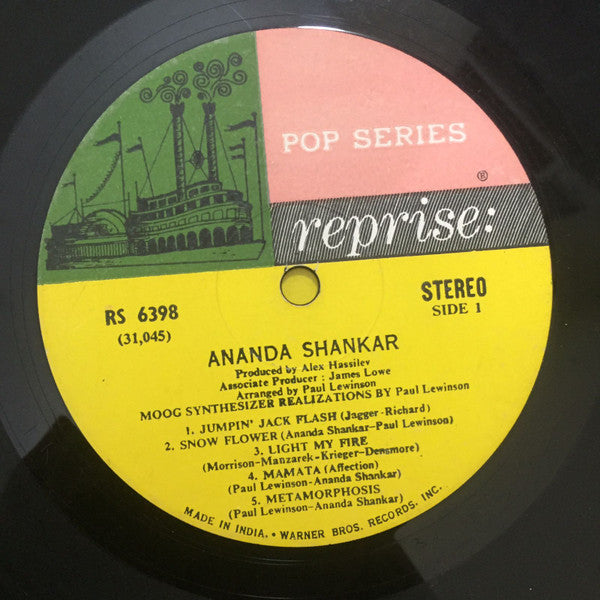 POP SERIES
®
reprise:
RS 6398
(31,045)
STEREO
SIDE 1
ANANDA SHANKAR
Produced by Alex Hassilev
Associate Producer : James Lowe
Arranged by Paul Lewinson
MOOG SYNTHESIZER REALIZATIONS BY Paul Lewinson
1. JUMPIN' JACK FLASH (Jagger-Richard)
2. SNOW FLOWER (Ananda Shankar-Paul Lewinson)
3. LIGHT MY FIRE
(Morrison-Manzarek-Krieger-Densmore)
4. MAMATA (Affection)
(Paul Lewinson-Ananda Shankar)
5. METAMORPHOSIS
(Paul Lewinson-Ananda Shankar)
MADE IN INDIA. • WARNER BROS. RECORDS, INC.